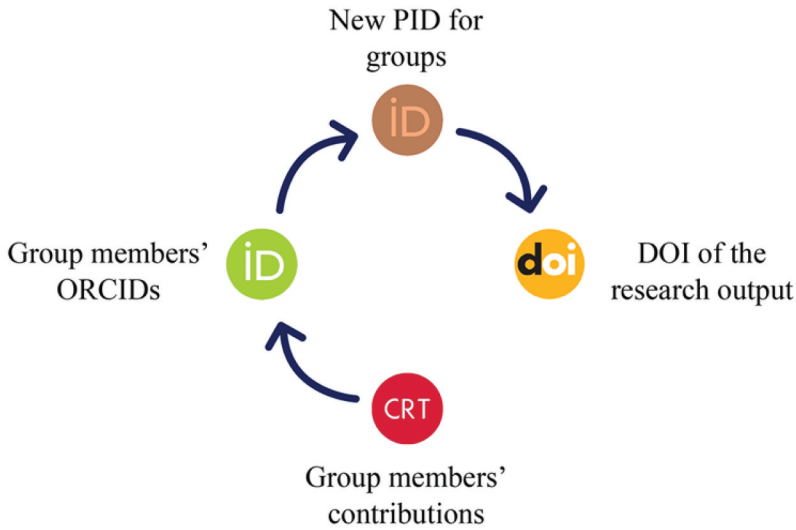 New PID for
groups
iD
Group members’
ORCIDs
iD
doi
DOI of the
research output
CRT
Group members’
contributions